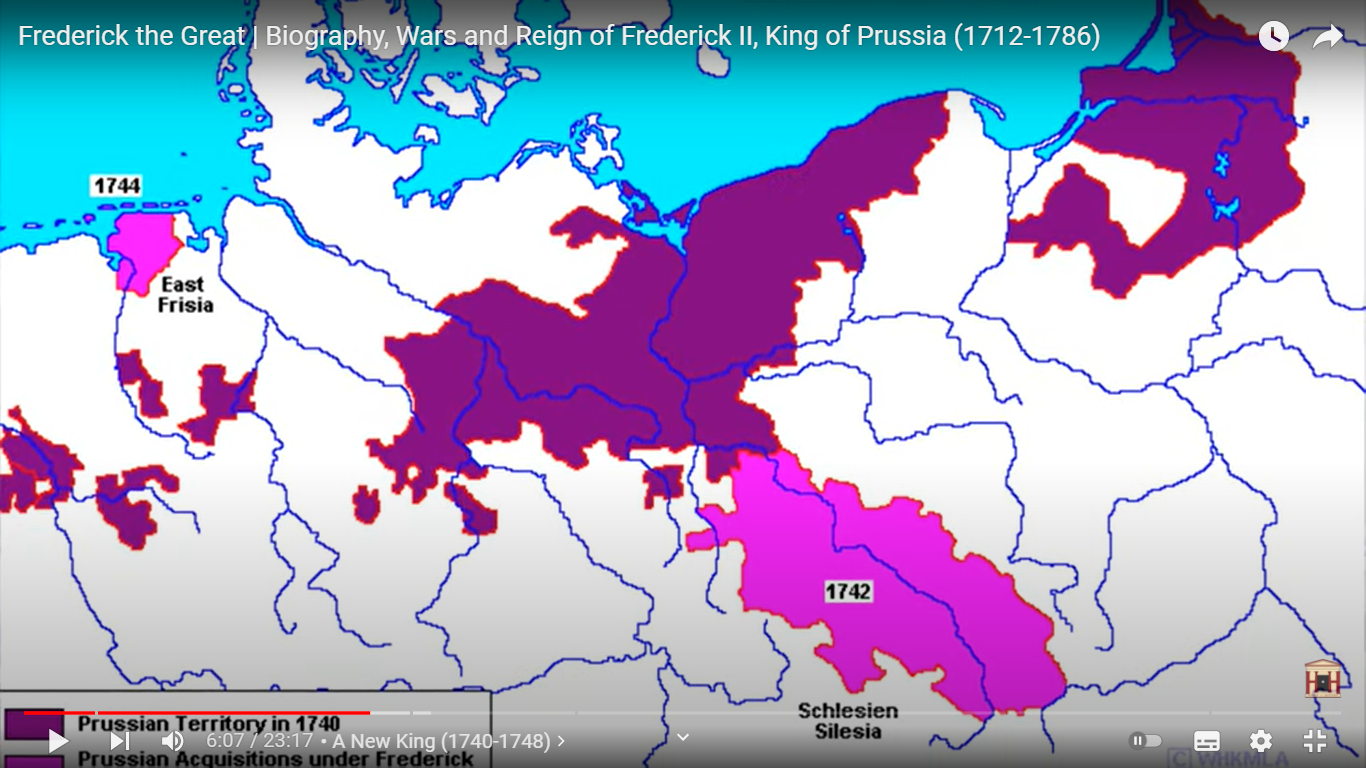 Frederick the Great | Biography, Wars and Reign of Frederick II, King of Prussia (1712-1786)
1744
East
Frisia
1742
Schlesien
Silesia
Prussian Territory in 1740
6:07 / 23:17 • A New King (1740-1748) >
Prussian Acquisitions under Frederick
(C) WHKMLA